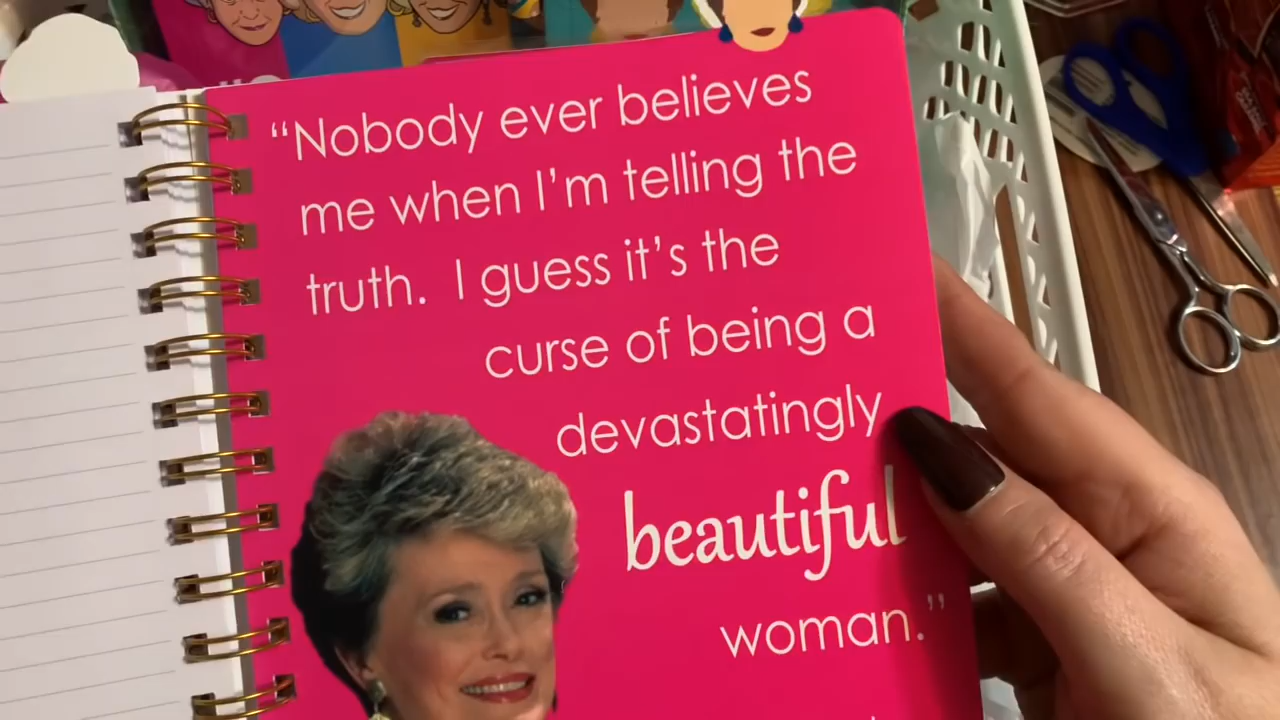 “Nobody ever believes
me when I’m telling the
truth. I guess it’s the
curse of being a
devastatingly
beautiful
woman.”